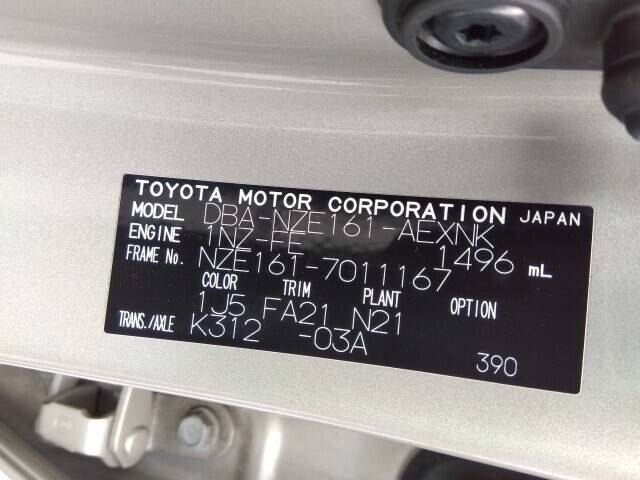 TOYOTA MOTOR CORPORATION JAPAN
MODEL DBA-NZE161-AEXNK
ENGINE 1NZ-FE 1496 mL
FRAME No. NZE161-7011167
COLOR TRIM PLANT OPTION
1J5 FA21 N21
TRANS./AXLE K312 -03A
390